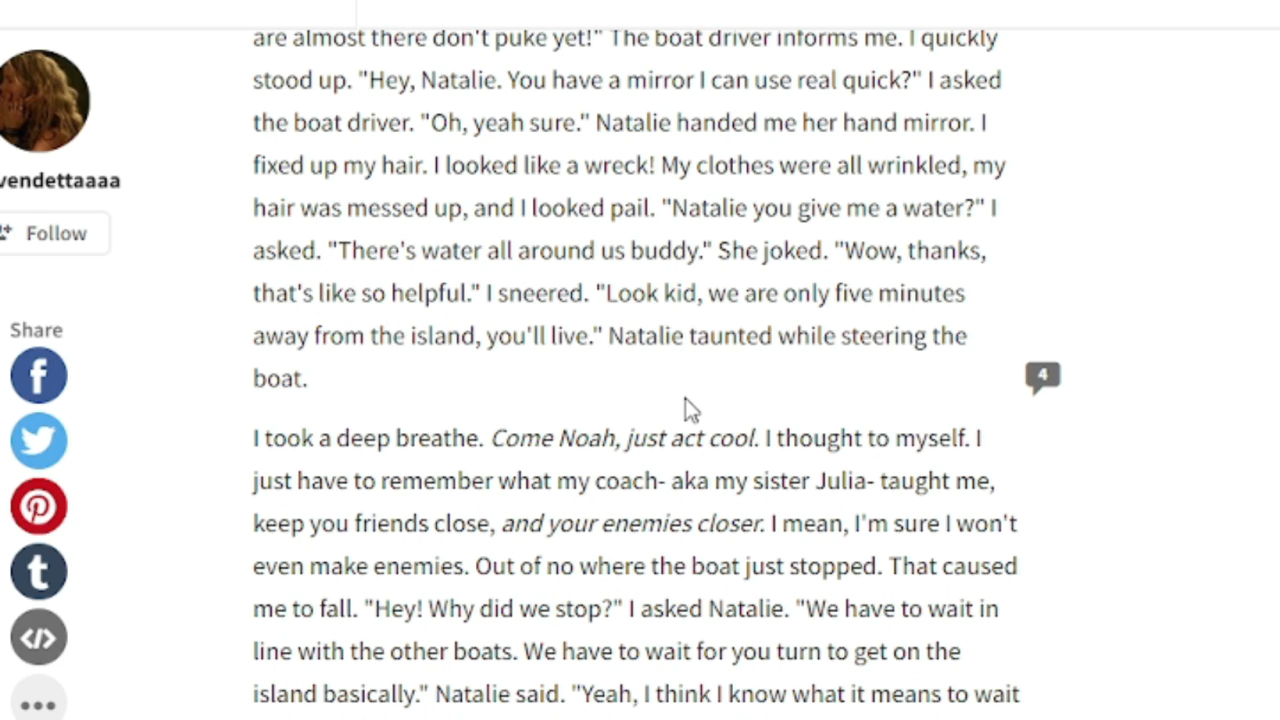 are almost there don't puke yet!" The boat driver informs me. I quickly
stood up. "Hey, Natalie. You have a mirror I can use real quick?" I asked
the boat driver. "Oh, yeah sure." Natalie handed me her hand mirror. I
fixed up my hair. I looked like a wreck! My clothes were all wrinkled, my
hair was messed up, and I looked pail. "Natalie you give me a water?" I
asked. "There's water all around us buddy." She joked. "Wow, thanks,
that's like so helpful." I sneered. "Look kid, we are only five minutes
away from the island, you'll live." Natalie taunted while steering the
boat.
4
I took a deep breathe. Come Noah, just act cool. I thought to myself. I
just have to remember what my coach- aka my sister Julia- taught me,
keep you friends close, and your enemies closer. I mean, I'm sure I won't
even make enemies. Out of no where the boat just stopped. That caused
me to fall. "Hey! Why did we stop?" I asked Natalie. "We have to wait in
line with the other boats. We have to wait for you turn to get on the
island basically." Natalie said. "Yeah, I think I know what it means to wait
vendettaaaa
Follow
Share
f
t